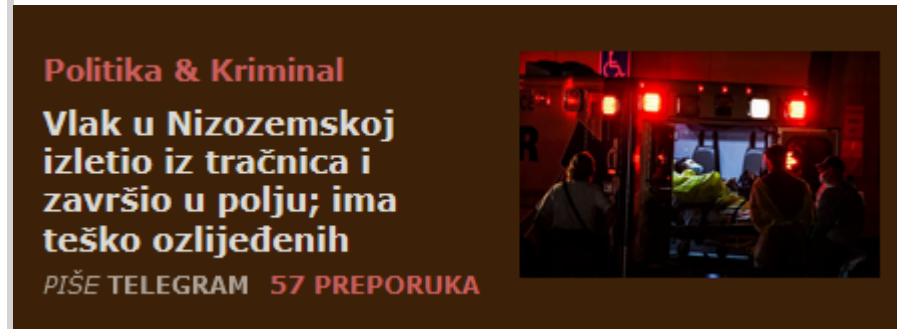 Politika & Kriminal
Vlak u Nizozemskoj
izletio iz tračnica i
završio u polju; ima
teško ozlijeđenih
PIŠE TELEGRAM 57 PREPORUKA